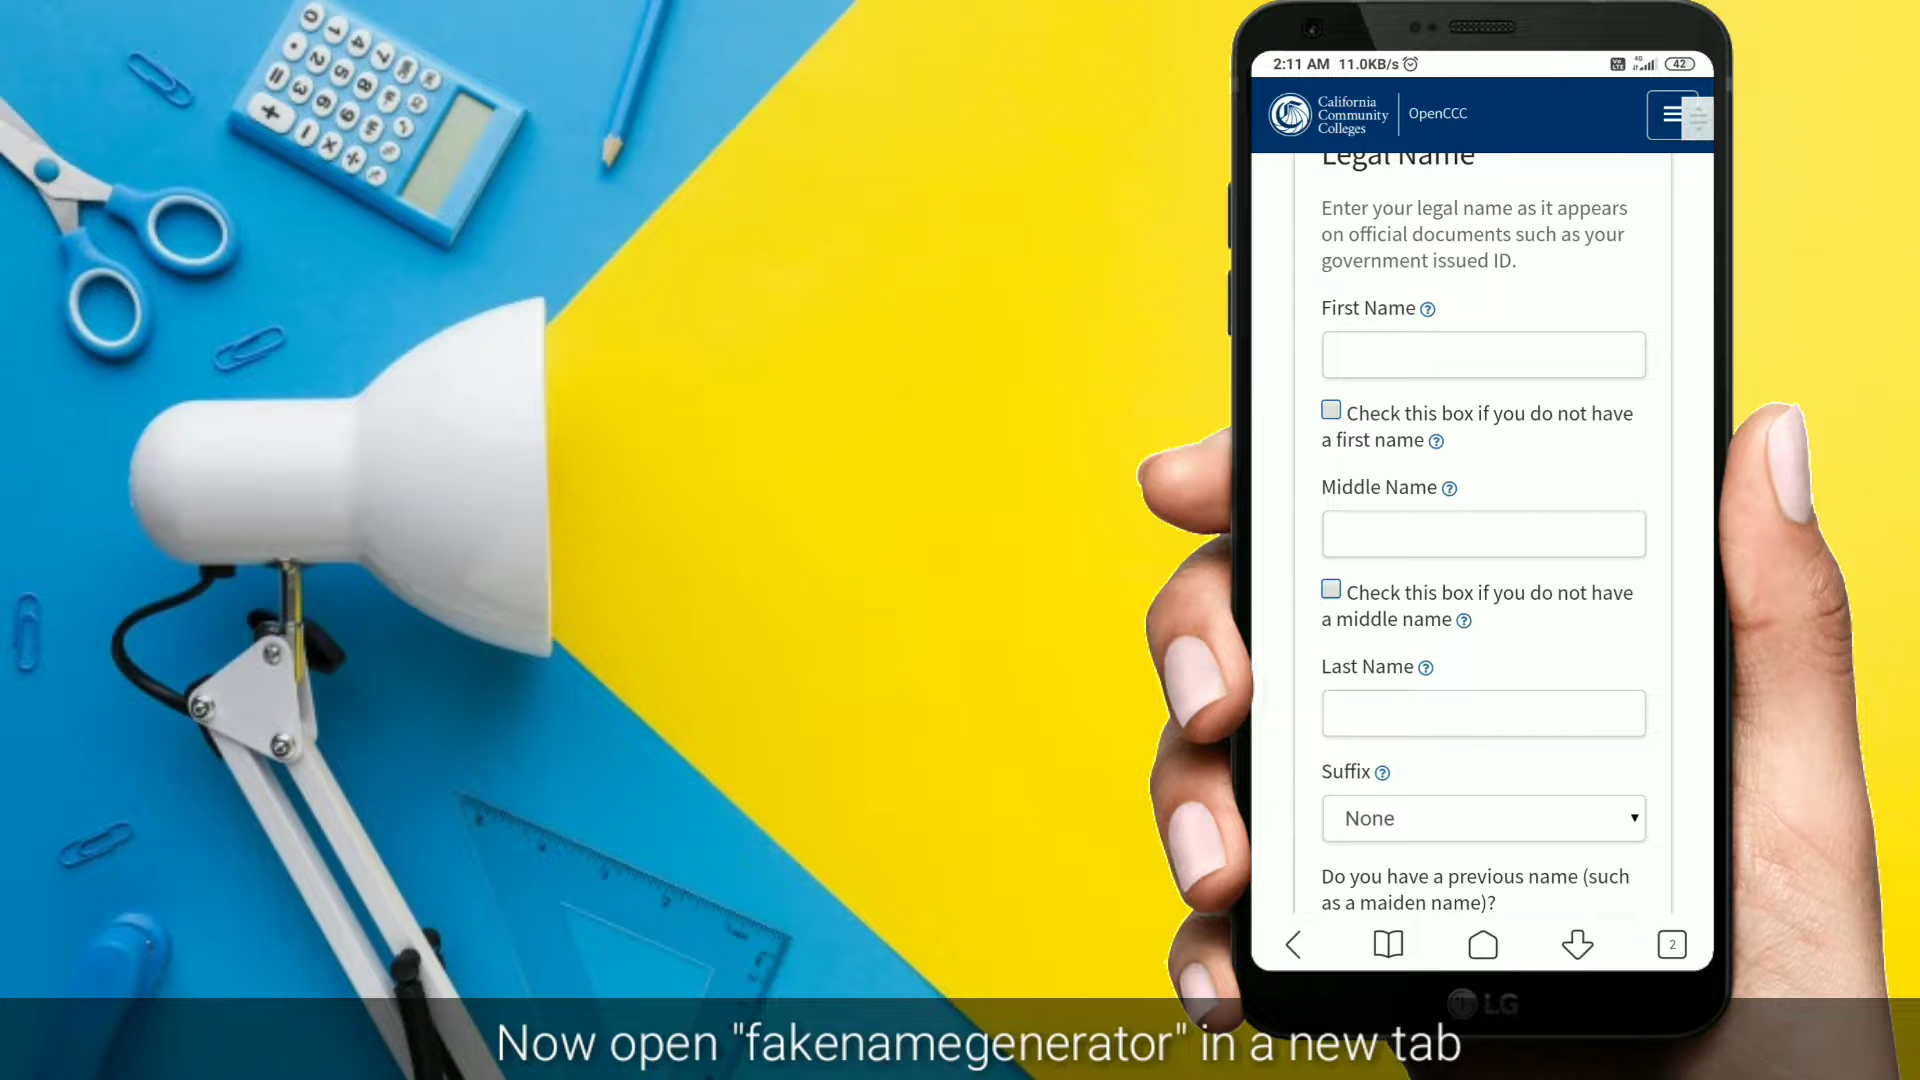 2:11 AM 11.0KB/s
Vo
LTE
4G
42
California
Community
Colleges
OpenCCC
Legal Name
Enter your legal name as it appears
on official documents such as your
government issued ID.
First Name ?
Check this box if you do not have
a first name ?
Middle Name ?
Check this box if you do not have
a middle name ?
Last Name ?
Suffix ?
None
Do you have a previous name (such
as a maiden name)?
2
LG
Now open "fakenamegenerator" in a new tab